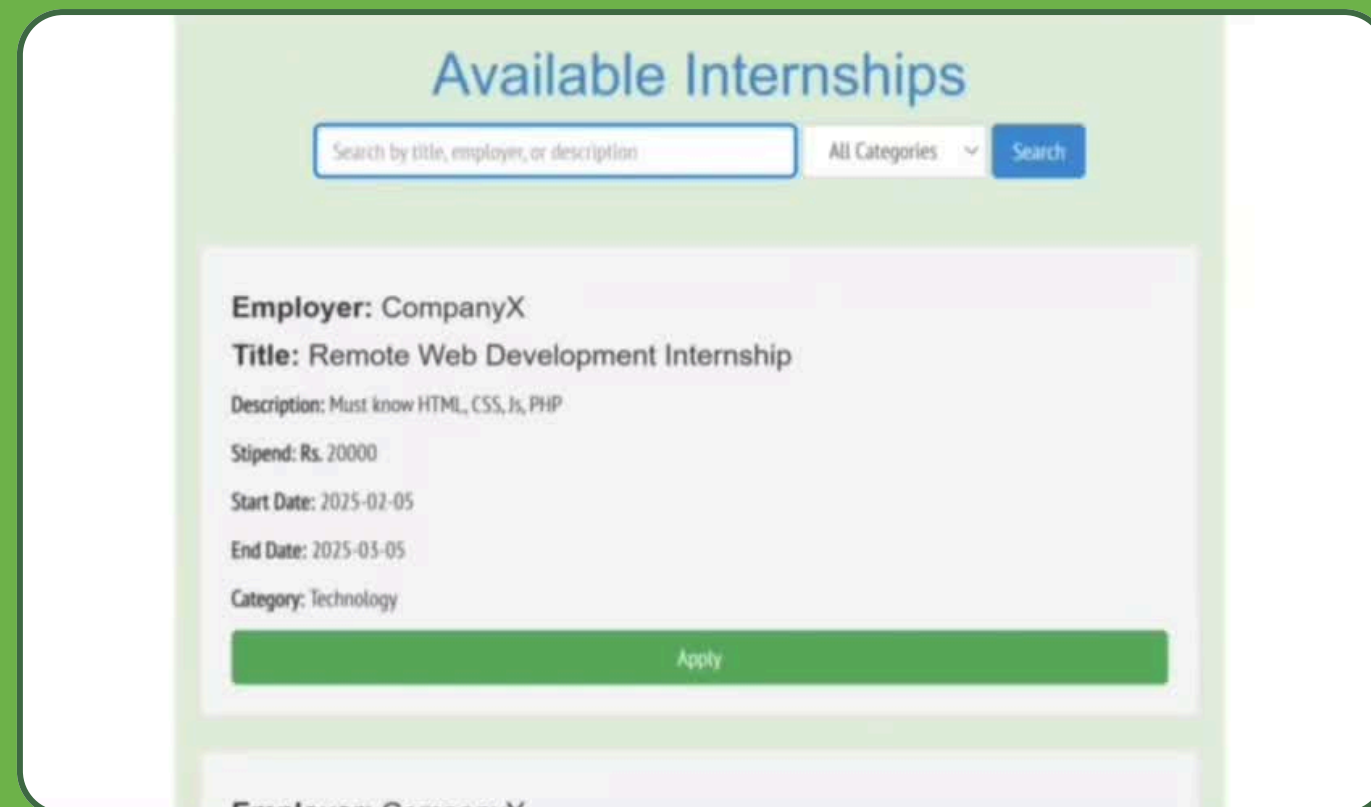 Available Internships
Search by title, employer, or description All Categories Search
Employer: CompanyX
Title: Remote Web Development Internship
Description: Must know HTML, CSS, Js, PHP
Stipend: Rs. 20000
Start Date: 2025-02-05
End Date: 2025-03-05
Category: Technology
Apply
Employer: CompanyX